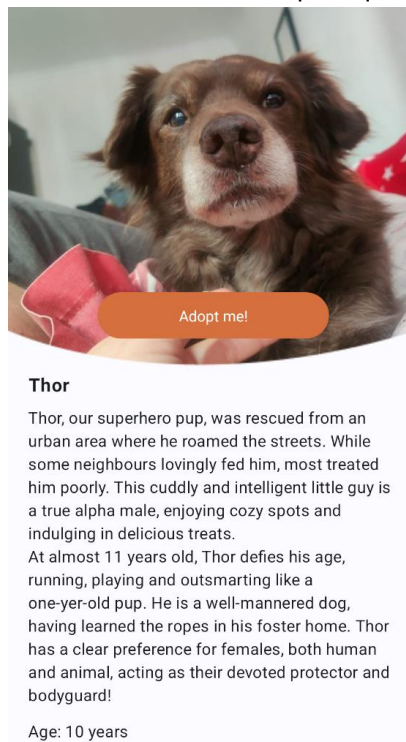 Adopt me!
Thor
Thor, our superhero pup, was rescued from an
urban area where he roamed the streets. While
some neighbours lovingly fed him, most treated
him poorly. This cuddly and intelligent little guy is
a true alpha male, enjoying cozy spots and
indulging in delicious treats.
At almost 11 years old, Thor defies his age,
running, playing and outsmarting like a
one-yer-old pup. He is a well-mannered dog,
having learned the ropes in his foster home. Thor
has a clear preference for females, both human
and animal, acting as their devoted protector and
bodyguard!
Age: 10 years